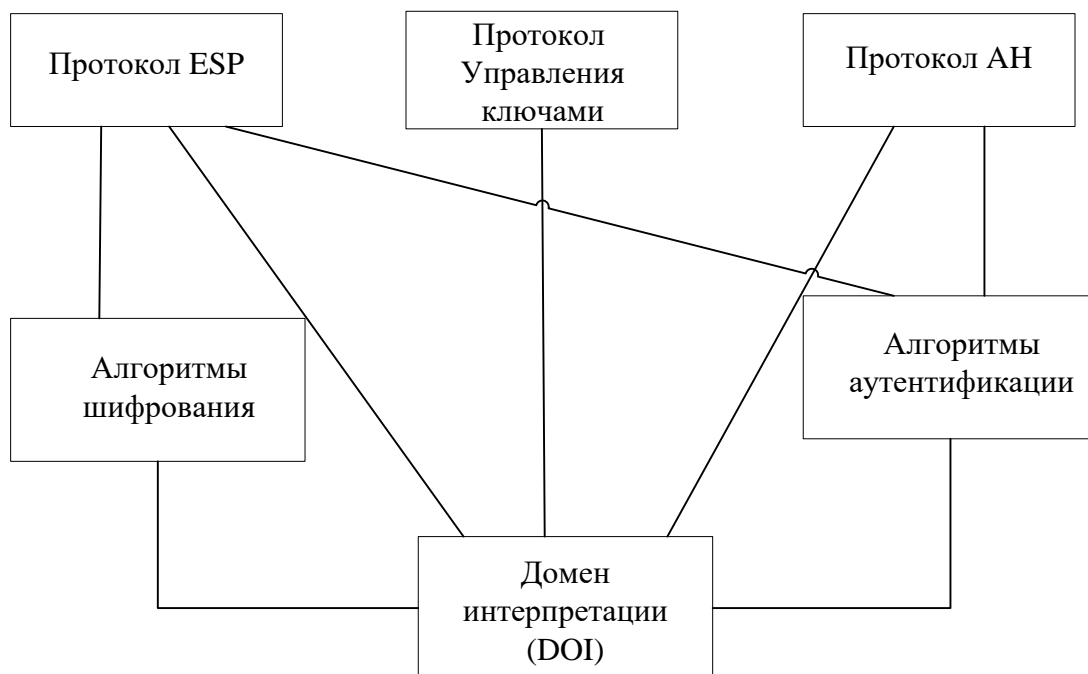 Протокол ESP
Протокол
Управления
ключами
Протокол AH
Алгоритмы
шифрования
Алгоритмы
аутентификации
Домен
интерпретации
(DOI)